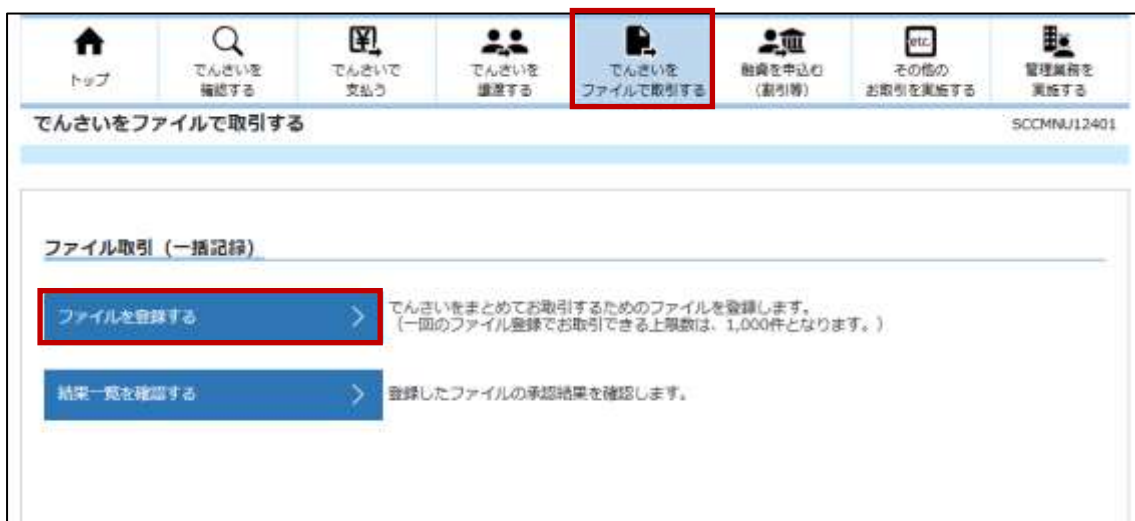 トップ
でんさいを
確認する
でんさいで
支払う
でんさいを
譲渡する
でんさいを
ファイルで取引する
融資を申込む
(割引等)
etc.
その他の
お取引を実施する
管理業務を
実施する
でんさいをファイルで取引する
SCCMNU12401
ファイル取引（一括記録）
ファイルを登録する
でんさいをまとめてお取引するためのファイルを登録します。
（一回のファイル登録でお取引できる上限数は、1,000件となります。）
結果一覧を確認する
登録したファイルの承認結果を確認します。